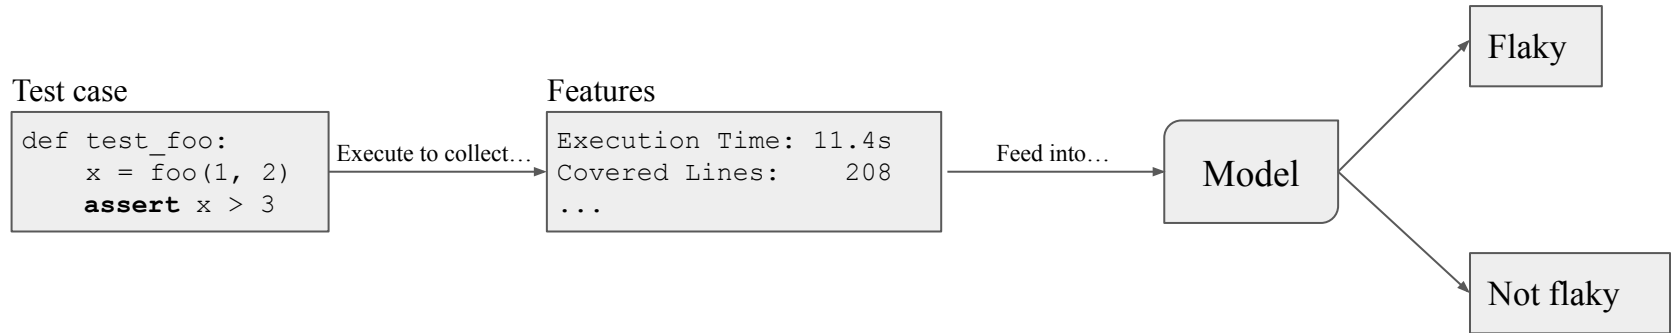 Test case
def test_foo:
    x = foo(1, 2)
    assert x > 3
Execute to collect…
Features
Execution Time: 11.4s
Covered Lines:    208
...
Feed into…
Model
Flaky
Not flaky